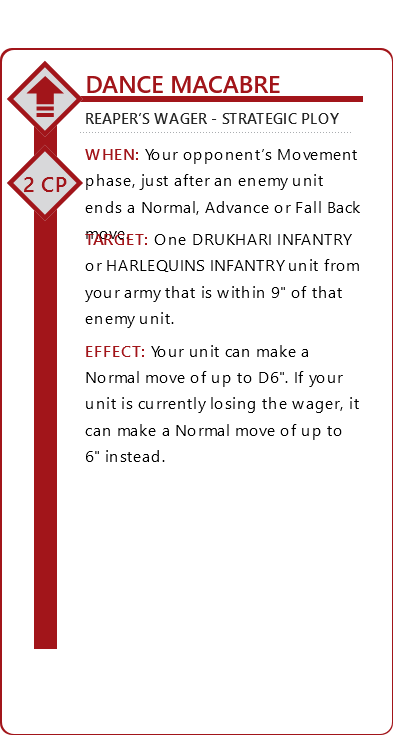 DANCE MACABRE
REAPER’S WAGER - STRATEGIC PLOY
2 CP
WHEN: Your opponent’s Movement
phase, just after an enemy unit
ends a Normal, Advance or Fall Back
move.
TARGET: One DRUKHARI INFANTRY
or HARLEQUINS INFANTRY unit from
your army that is within 9" of that
enemy unit.
EFFECT: Your unit can make a
Normal move of up to D6". If your
unit is currently losing the wager, it
can make a Normal move of up to
6" instead.